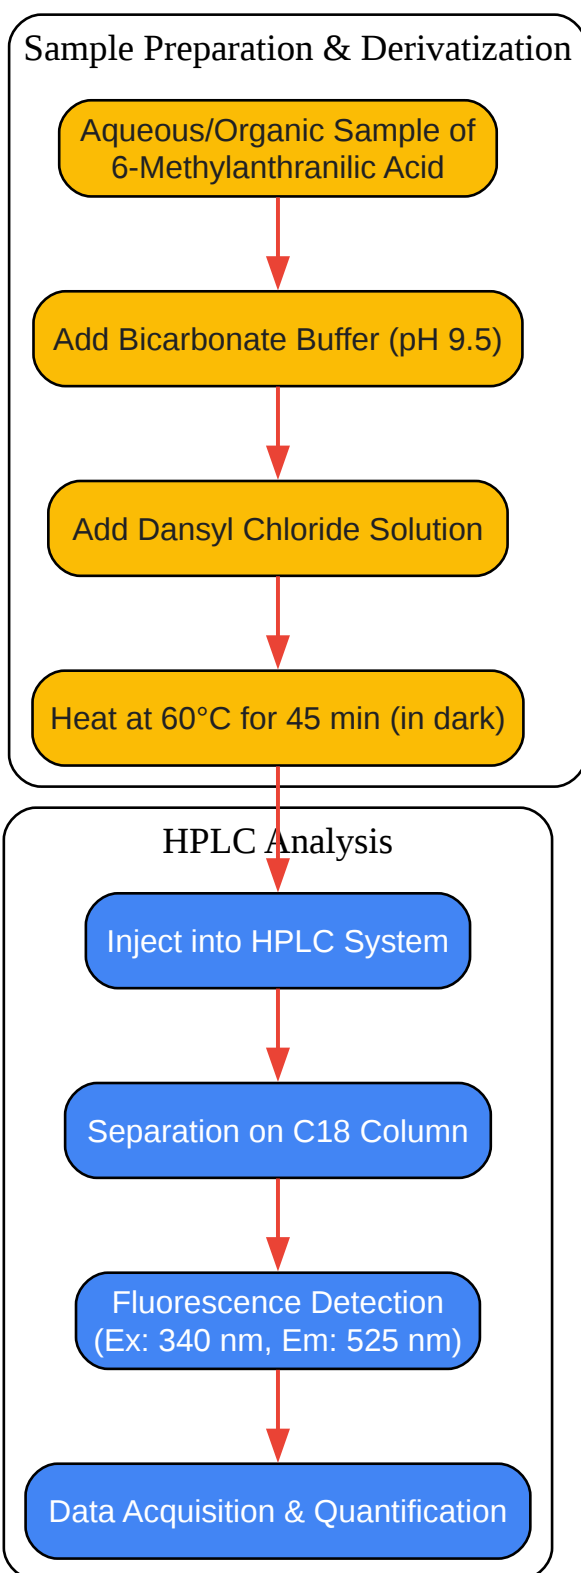 Sample Preparation & Derivatization
Aqueous/Organic Sample of
6-Methylanthranilic Acid
Add Bicarbonate Buffer (pH 9.5)
Add Dansyl Chloride Solution
Heat at 60°C for 45 min (in dark)
HPLC Analysis
Inject into HPLC System
Separation on C18 Column
Fluorescence Detection
(Ex: 340 nm, Em: 525 nm)
Data Acquisition & Quantification